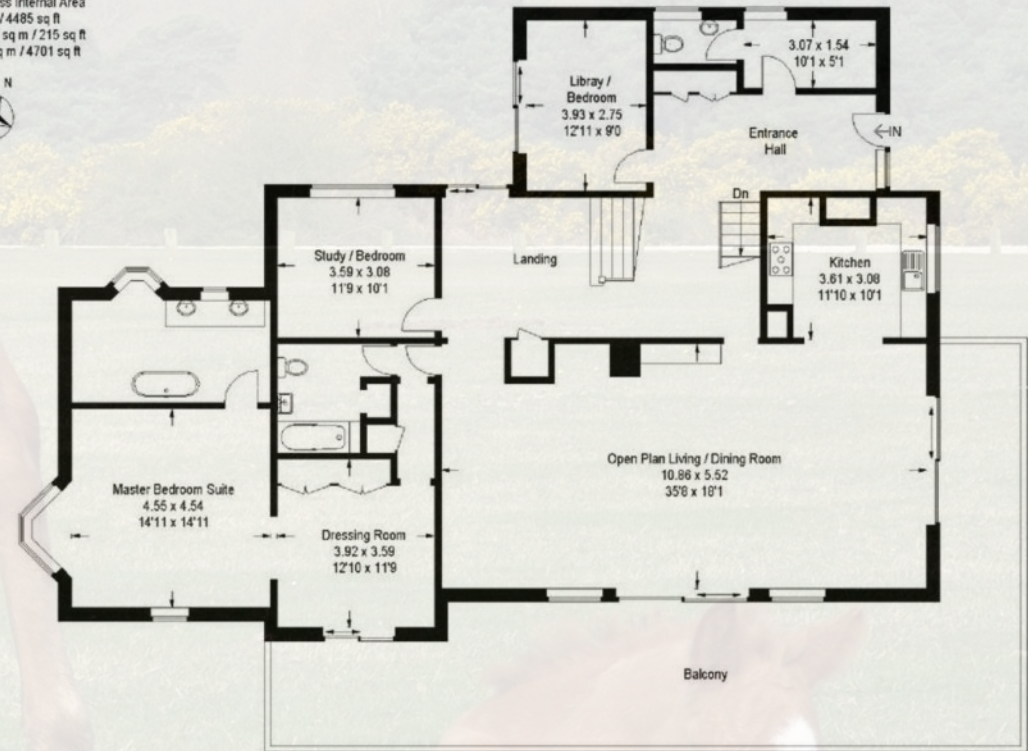 ss Internal Area
/ 4485 sq ft
sq m / 215 sq ft
q m / 4701 sq ft
N
3.07 x 1.54
10'1 x 5'1
Libray /
Bedroom
3.93 x 2.75
12'11 x 9'0
Entrance
Hall
IN
Dn
Study / Bedroom
3.59 x 3.08
11'9 x 10'1
Landing
Kitchen
3.61 x 3.08
11'10 x 10'1
Open Plan Living / Dining Room
10.86 x 5.52
35'8 x 18'1
Master Bedroom Suite
4.55 x 4.54
14'11 x 14'11
Dressing Room
3.92 x 3.59
12'10 x 11'9
Balcony